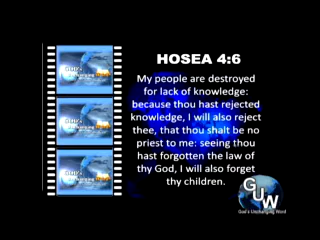 HOSEA 4:6
My people are destroyed
for lack of knowledge:
because thou hast rejected
knowledge, I will also reject
thee, that thou shalt be no
priest to me: seeing thou
hast forgotten the law of
thy God, I will also forget
thy children.
GUW
God's Unchanging Word